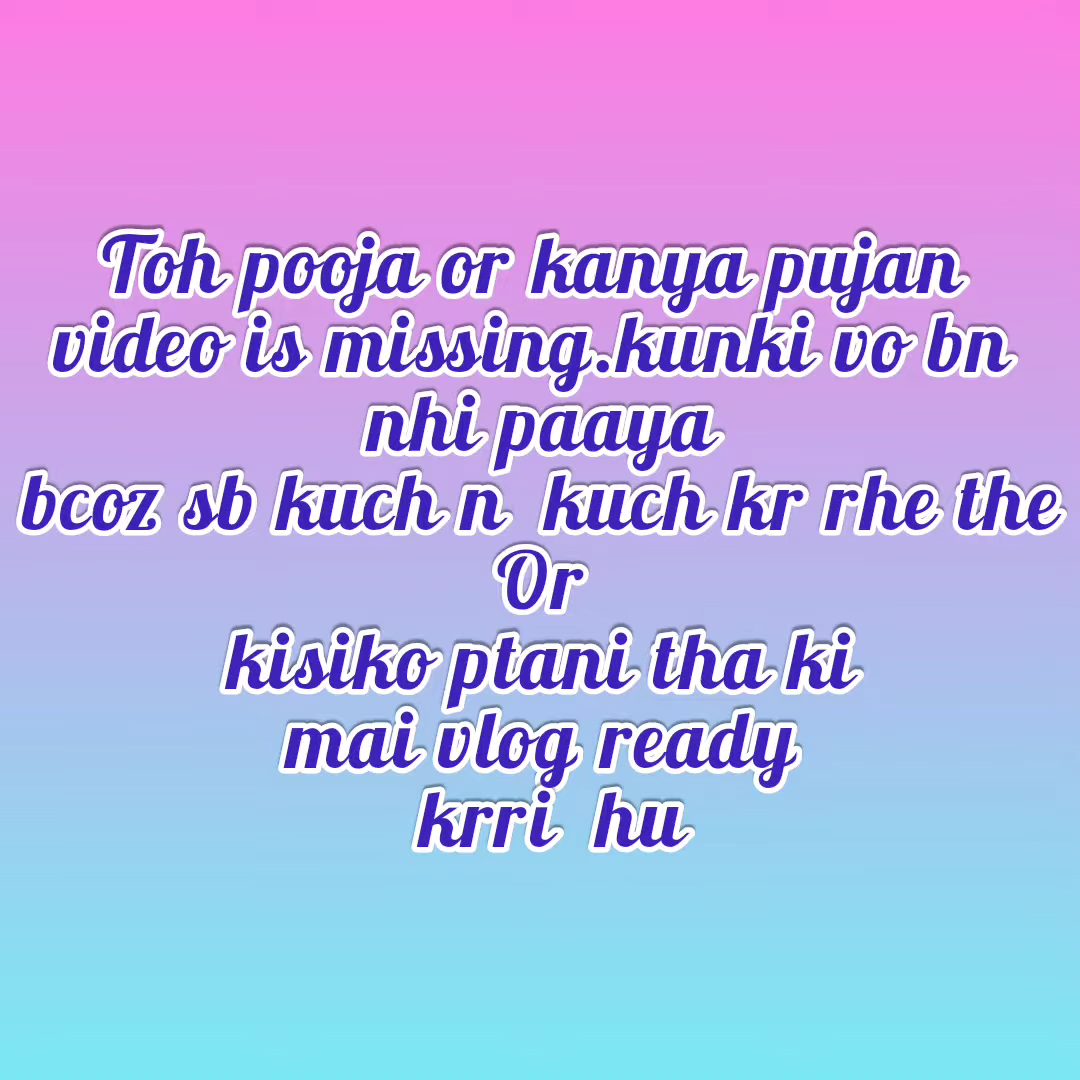 Toh pooja or kanya pujan
video is missing.kunki vo bn
nhi paaya
bcoz sb kuch n kuch kr rhe the
Or
kisiko ptani tha ki
mai vlog ready
krri hu